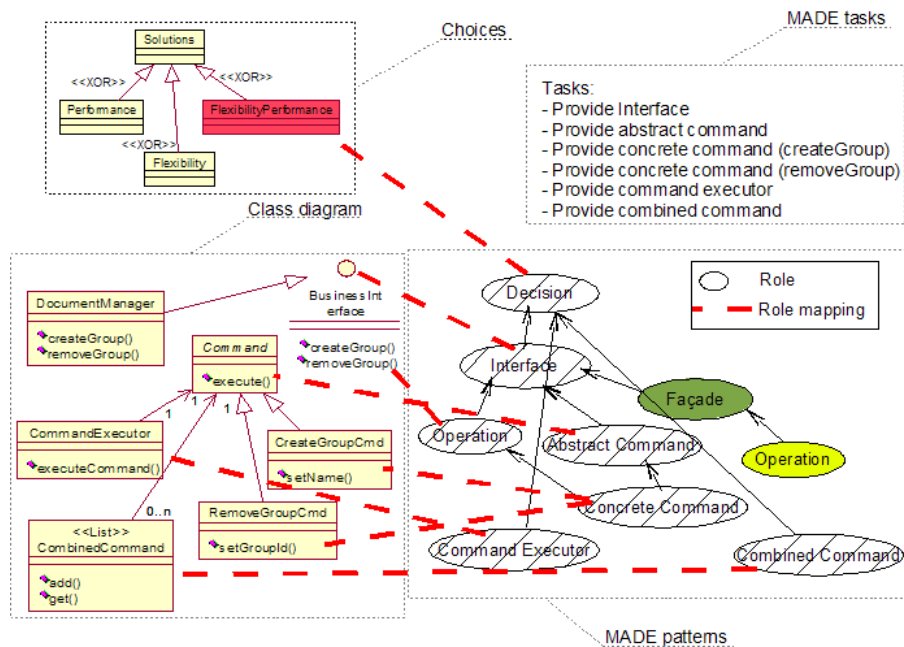 Choices
MADE tasks
Solutions
<<XOR>>
<<XOR>>
Performance
FlexibilityPerformance
<<XOR>>
Flexibility
Tasks:
- Provide Interface
- Provide abstract command
- Provide concrete command (createGroup)
- Provide concrete command (removeGroup)
- Provide command executor
- Provide combined command
Class diagram
DocumentManager
createGroup()
removeGroup()
Business Int
erface
createGroup()
removeGroup()
Command
execute()
1
1
1
CommandExecutor
executeCommand()
CreateGroupCmd
setName()
RemoveGroupCmd
setGroupId()
0..n
<<List>>
CombinedCommand
add()
get()
Role
Role mapping
Decision
Interface
Façade
Operation
Abstract Command
Operation
Concrete Command
Command Executor
Combined Command
MADE patterns